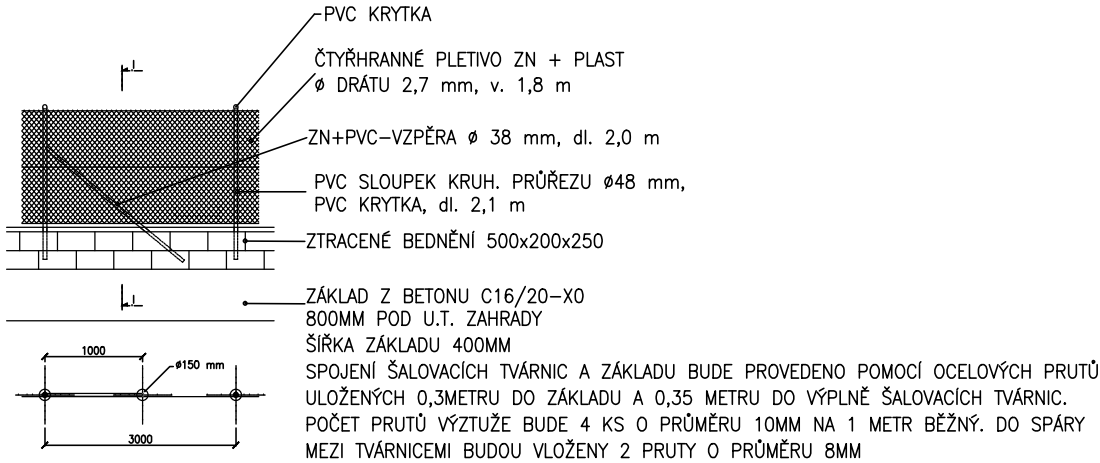 PVC KRYTKA
ČTYŘHRANNÉ PLETIVO ZN + PLAST
ø DRÁTU 2,7 mm, v. 1,8 m
I
ZN+PVC-VZPĚRA ø 38 mm, dl. 2,0 m
PVC SLOUPEK KRUH. PRŮŘEZU ø48 mm,
PVC KRYTKA, dl. 2,1 m
ZTRACENÉ BEDNĚNÍ 500x200x250
I
ZÁKLAD Z BETONU C16/20-X0
800MM POD U.T. ZAHRADY
ŠÍŘKA ZÁKLADU 400MM
SPOJENÍ ŠALOVACÍCH TVÁRNIC A ZÁKLADU BUDE PROVEDENO POMOCÍ OCELOVÝCH PRUTŮ
ULOŽENÝCH 0,3METRU DO ZÁKLADU A 0,35 METRU DO VÝPLNĚ ŠALOVACÍCH TVÁRNIC.
POČET PRUTŮ VÝZTUŽE BUDE 4 KS O PRŮMĚRU 10MM NA 1 METR BĚŽNÝ. DO SPÁRY
MEZI TVÁRNICEMI BUDOU VLOŽENY 2 PRUTY O PRŮMĚRU 8MM
1000
ø150 mm
3000